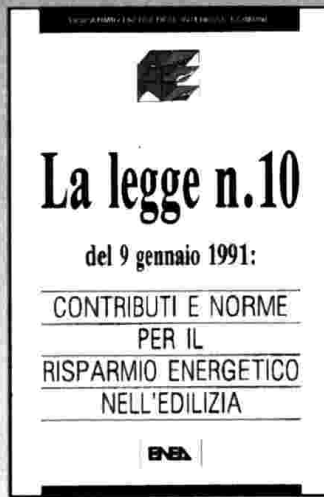 La legge n.10
del 9 gennaio 1991:
CONTRIBUTI E NORME
PER IL
RISPARMIO ENERGETICO
NELL'EDILIZIA
ENEA